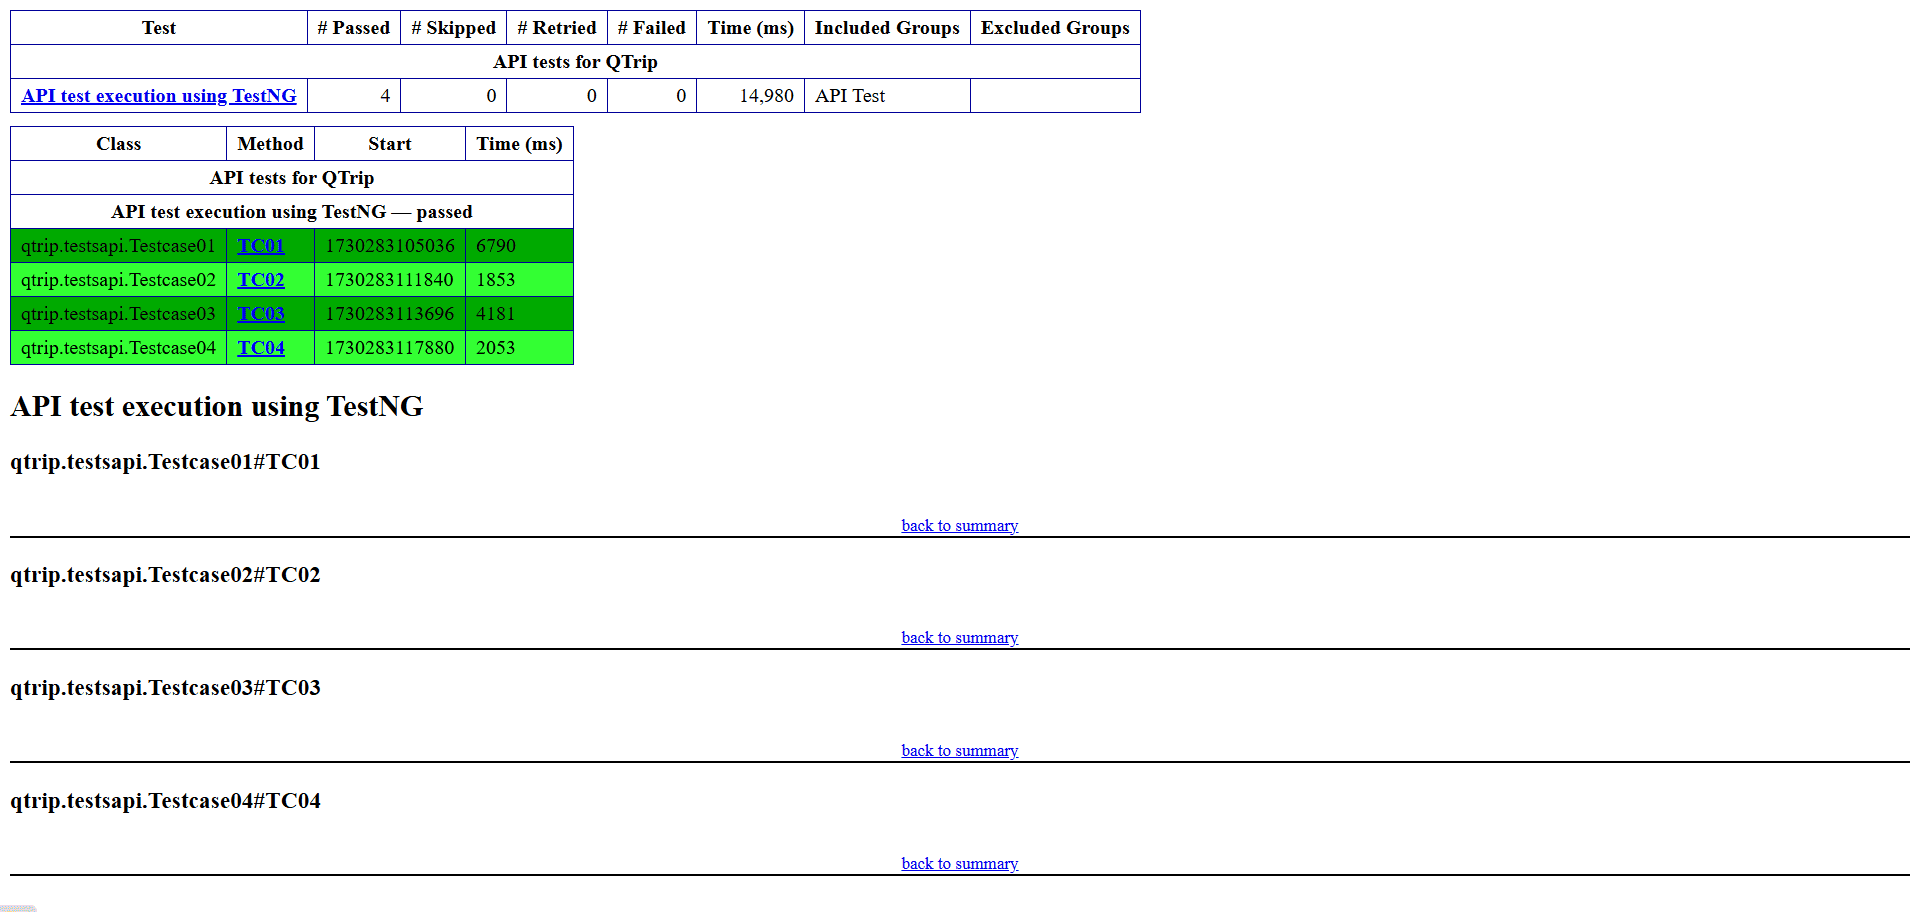 Test # Passed # Skipped # Retried # Failed Time (ms) Included Groups Excluded Groups
API tests for QTrip
API test execution using TestNG 4 0 0 0 14,980 API Test
Class Method Start Time (ms)
API tests for QTrip
API test execution using TestNG — passed
qtrip.testsapi.Testcase01 TC01 1730283105036 6790
qtrip.testsapi.Testcase02 TC02 1730283111840 1853
qtrip.testsapi.Testcase03 TC03 1730283113696 4181
qtrip.testsapi.Testcase04 TC04 1730283117880 2053
API test execution using TestNG
qtrip.testsapi.Testcase01#TC01
back to summary
qtrip.testsapi.Testcase02#TC02
back to summary
qtrip.testsapi.Testcase03#TC03
back to summary
qtrip.testsapi.Testcase04#TC04
back to summary